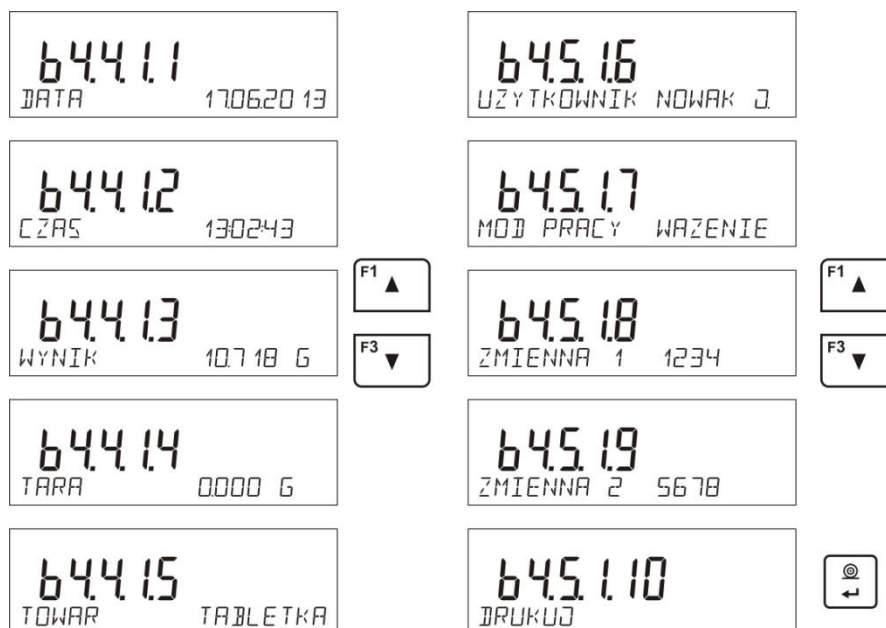 b4.4.1.1
DATA 17.06.2013
b4.4.1.2
CZAS 13:02:43
b4.4.1.3
WYNIK 10.718 G
b4.4.1.4
TARA 0.000 G
b4.4.1.5
TOWAR TABLETKA
F1
F3
b4.5.1.6
UZYTKOWNIK NOWAK J.
b4.5.1.7
MOD PRACY WAZENIE
b4.5.1.8
ZMIENNA 1 1234
b4.5.1.9
ZMIENNA 2 5678
b4.5.1.10
DRUKUJ
F1
F3